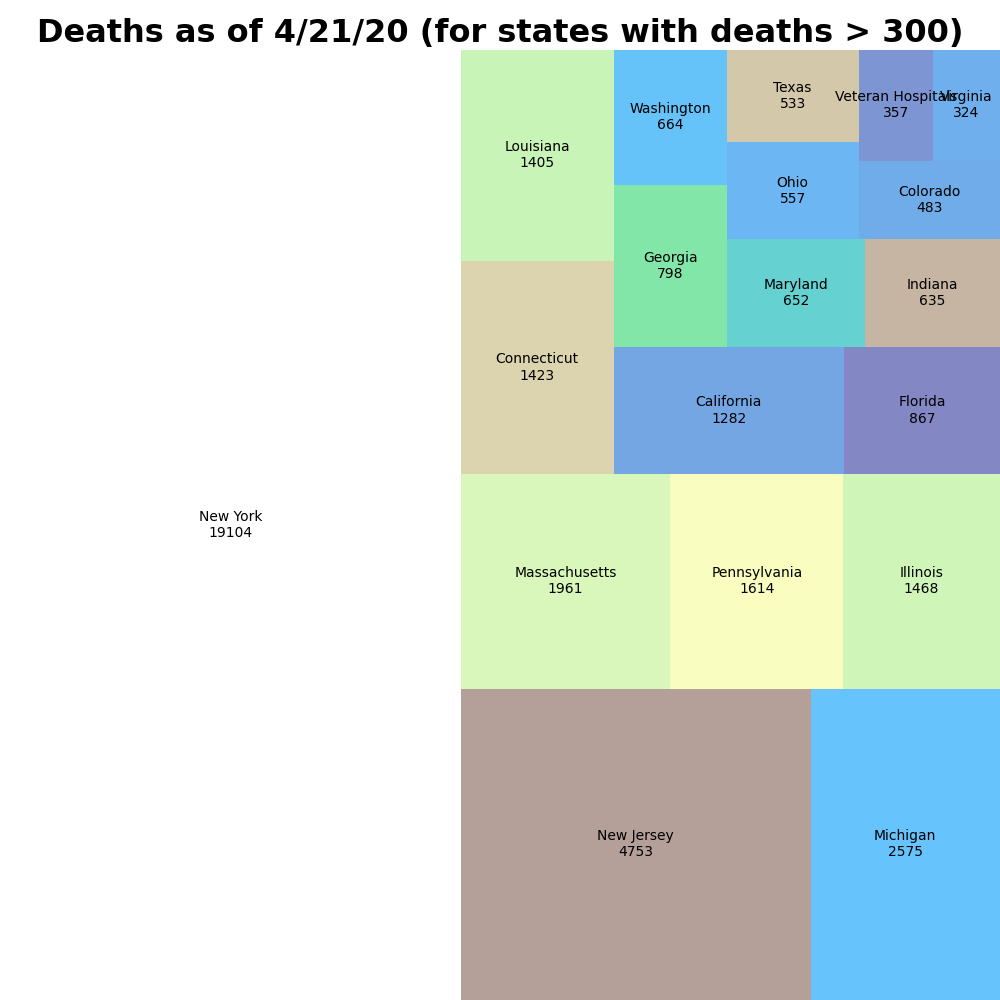 Deaths as of 4/21/20 (for states with deaths > 300)
Louisiana
1405
Washington
664
Texas
533
Veteran Hospitals
357
Virginia
324
Ohio
557
Colorado
483
Georgia
798
Maryland
652
Indiana
635
Connecticut
1423
California
1282
Florida
867
New York
19104
Massachusetts
1961
Pennsylvania
1614
Illinois
1468
New Jersey
4753
Michigan
2575